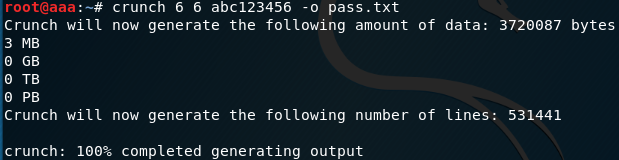 root@aaa:~# crunch 6 6 abc123456 -o pass.txt
Crunch will now generate the following amount of data: 3720087 bytes
3 MB
0 GB
0 TB
0 PB
Crunch will now generate the following number of lines: 531441
crunch: 100% completed generating output